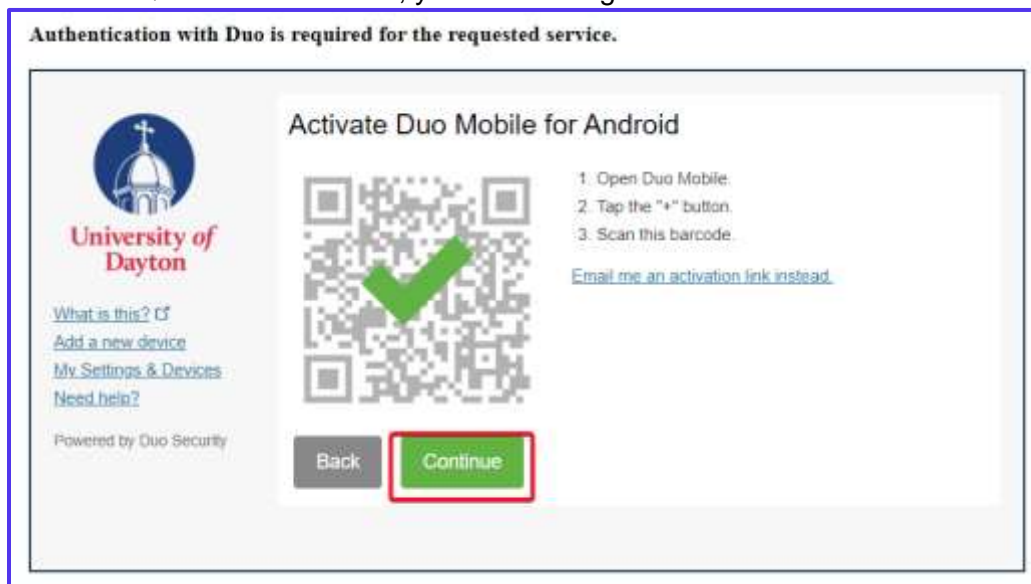 Authentication with Duo is required for the requested service.
Activate Duo Mobile for Android
1. Open Duo Mobile.
2. Tap the "+" button.
3. Scan this barcode.
Email me an activation link instead.
University of
Dayton
What is this?
Add a new device
My Settings & Devices
Need help?
Powered by Duo Security
Back
Continue